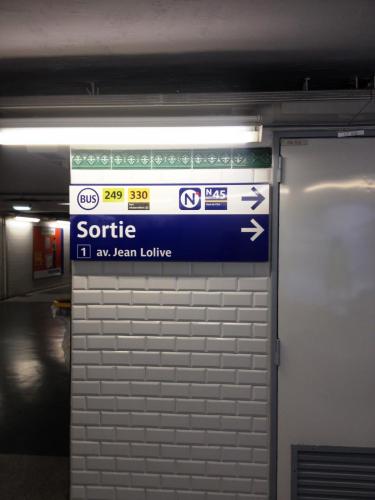 BUS 249 330 N N45 →
Sortie →
1 av. Jean Lolive